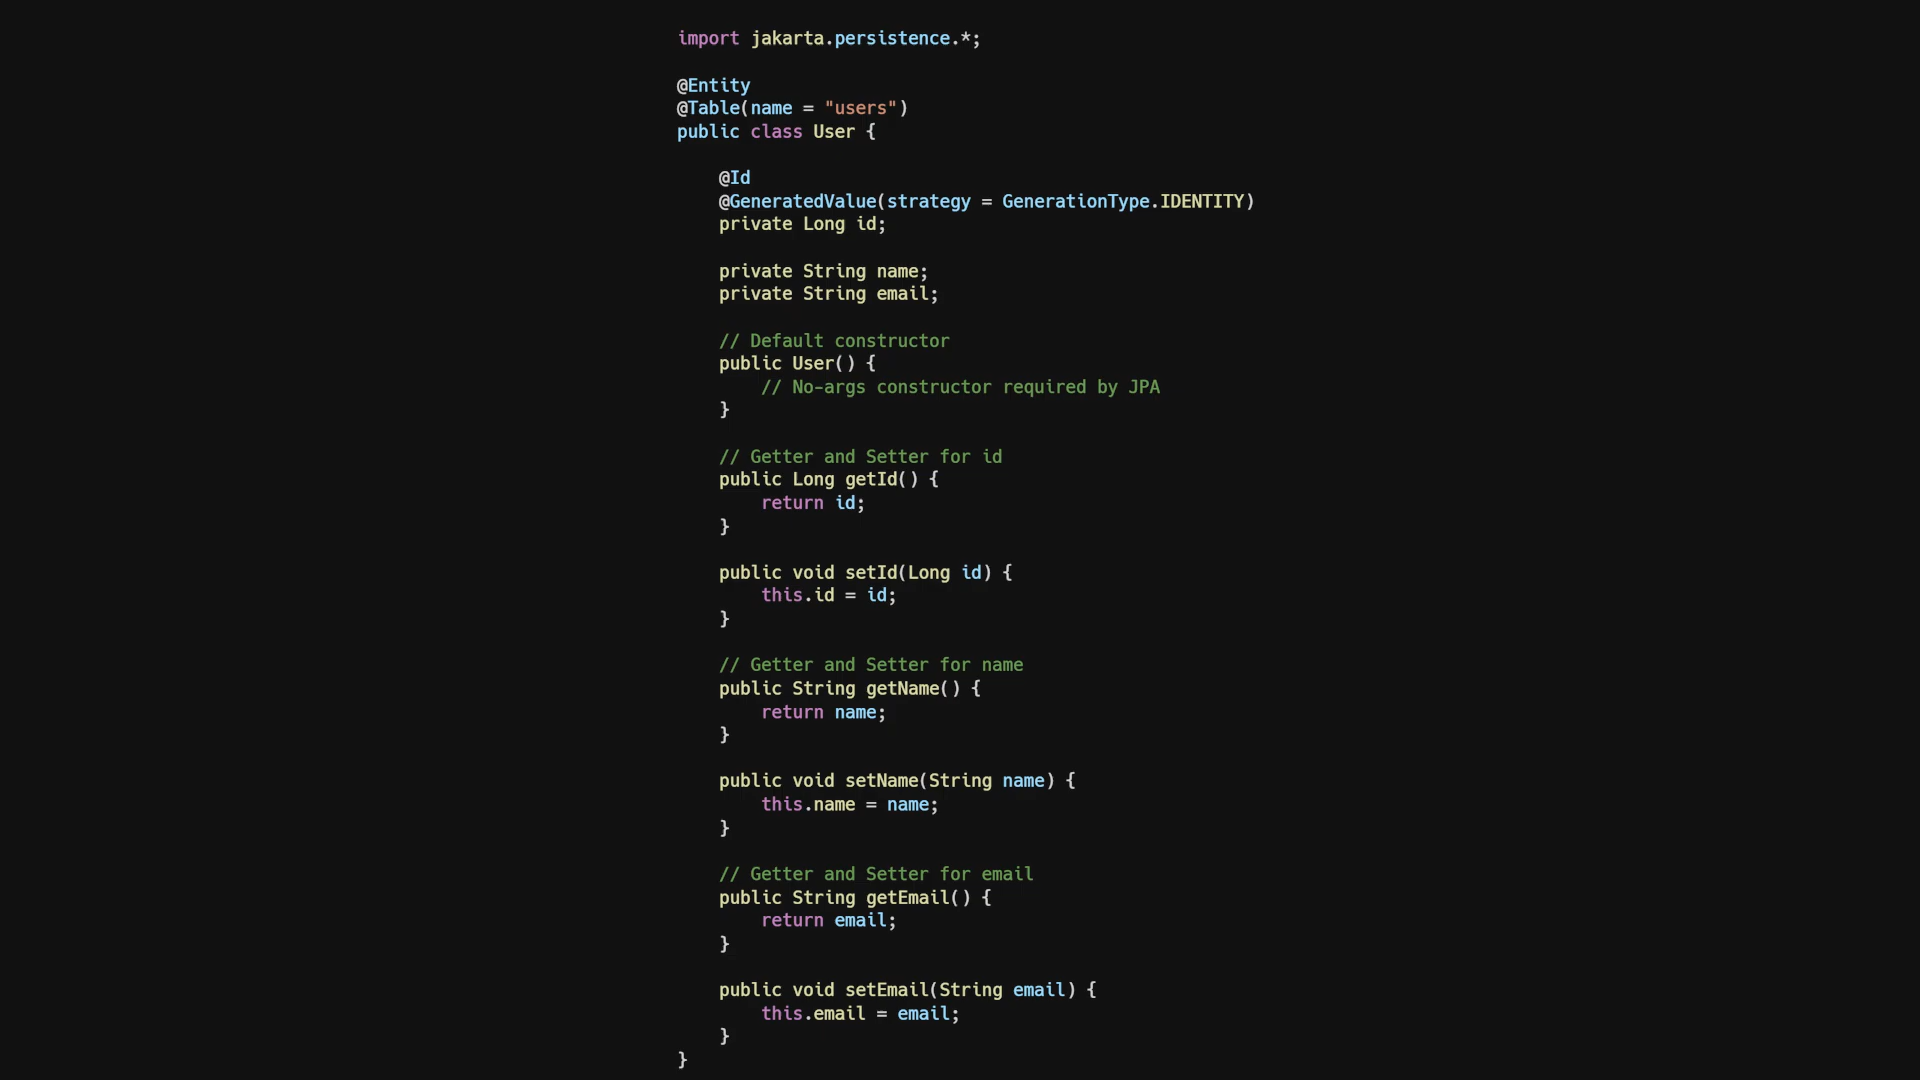 import jakarta.persistence.*;

@Entity
@Table(name = "users")
public class User {

    @Id
    @GeneratedValue(strategy = GenerationType.IDENTITY)
    private Long id;

    private String name;
    private String email;

    // Default constructor
    public User() {
        // No-args constructor required by JPA
    }

    // Getter and Setter for id
    public Long getId() {
        return id;
    }

    public void setId(Long id) {
        this.id = id;
    }

    // Getter and Setter for name
    public String getName() {
        return name;
    }

    public void setName(String name) {
        this.name = name;
    }

    // Getter and Setter for email
    public String getEmail() {
        return email;
    }

    public void setEmail(String email) {
        this.email = email;
    }
}